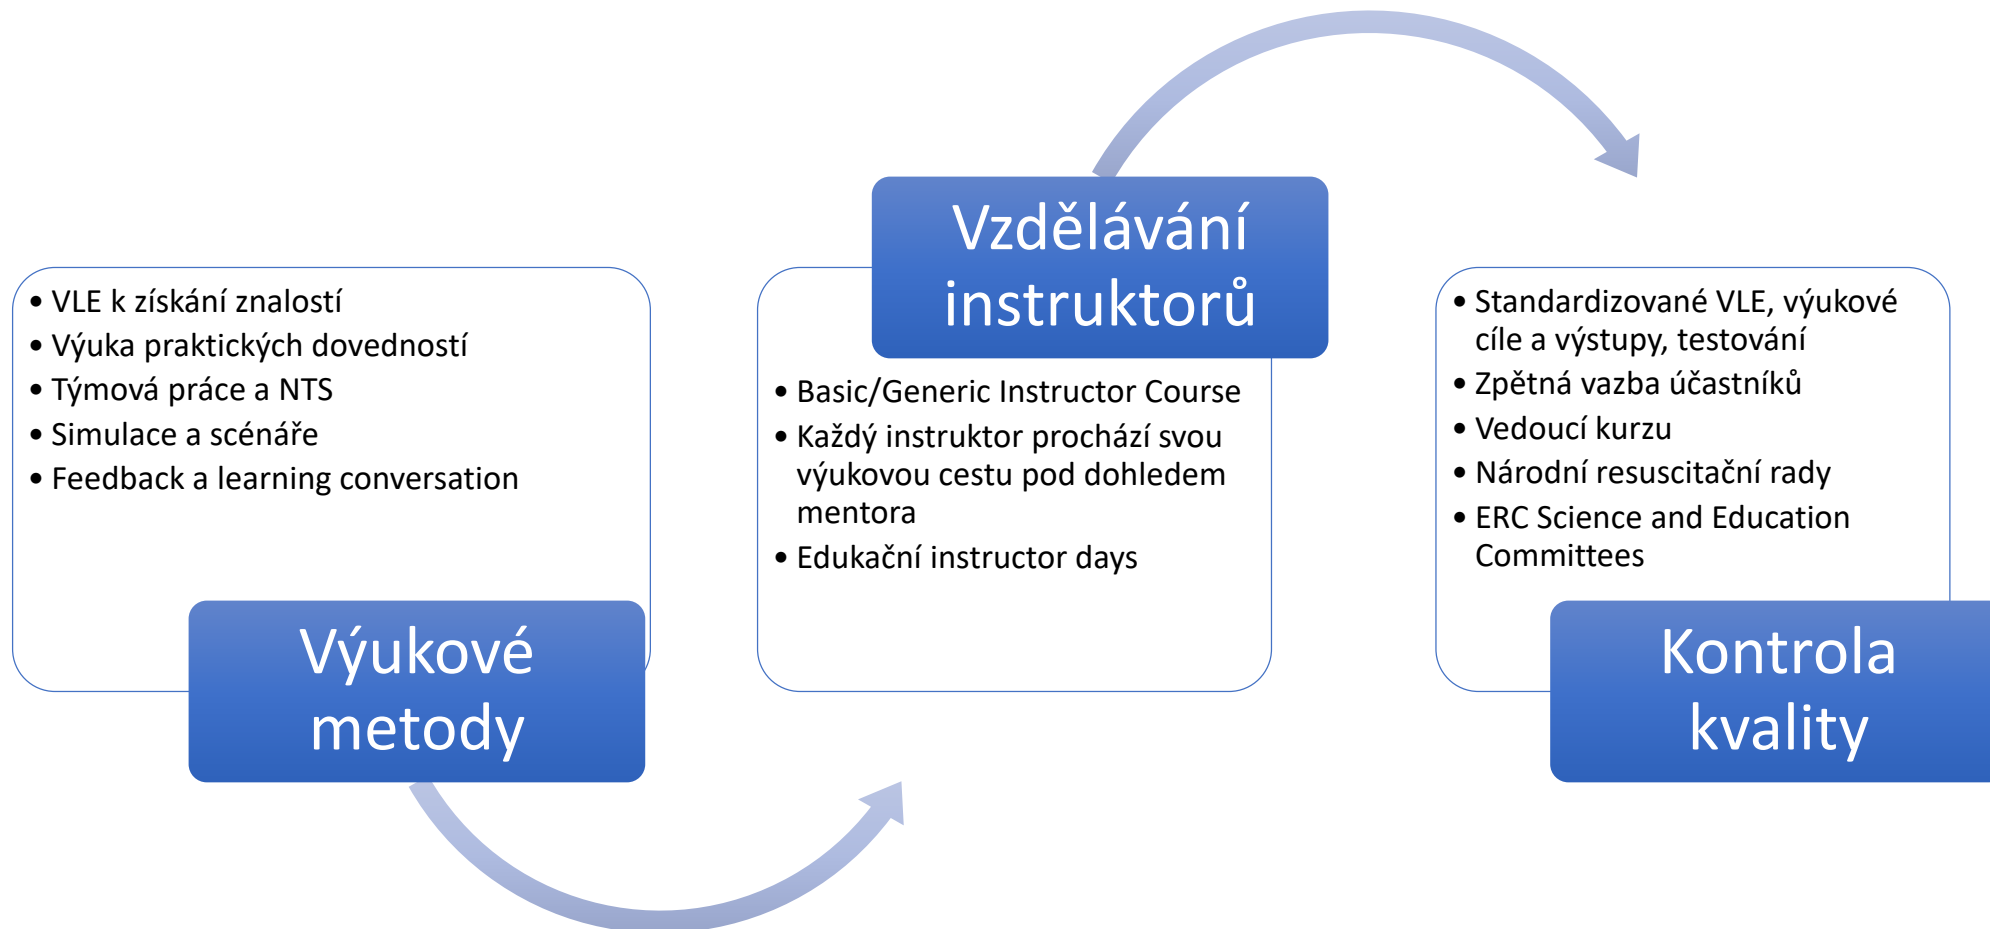 • VLE k získání znalostí
• Výuka praktických dovedností
• Týmová práce a NTS
• Simulace a scénáře
• Feedback a learning conversation
Výukové
metody
Vzdělávání
instruktorů
• Basic/Generic Instructor Course
• Každý instruktor prochází svou
výukovou cestu pod dohledem
mentora
• Edukační instructor days
• Standardizované VLE, výukové
cíle a výstupy, testování
• Zpětná vazba účastníků
• Vedoucí kurzu
• Národní resuscitační rady
• ERC Science and Education
Committees
Kontrola
kvality